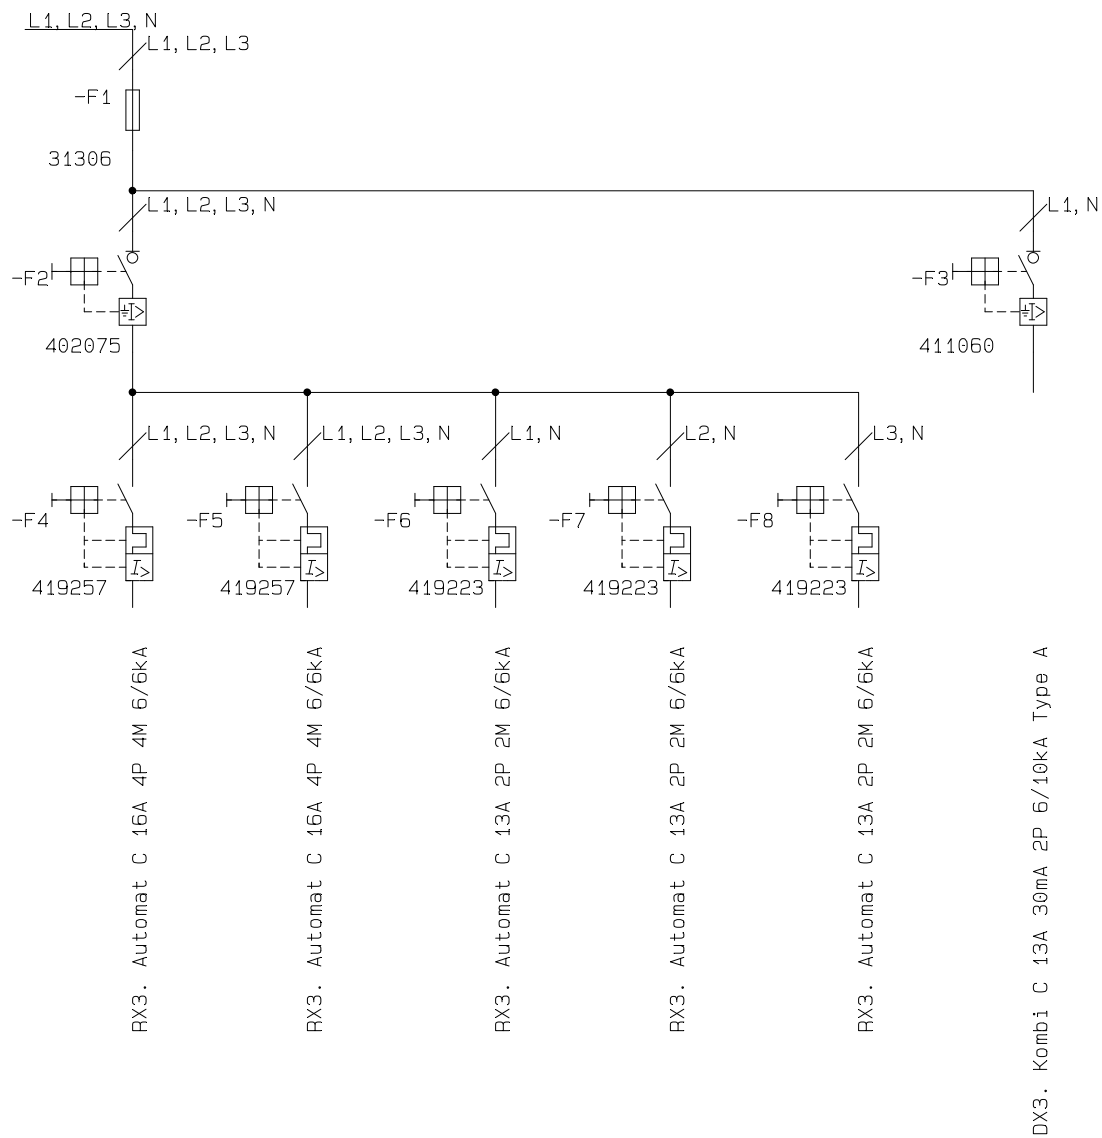 L1, L2, L3, N
L1, L2, L3
-F1
31306
L1, L2, L3, N
L1, N
-F2
-F3
402075
411060
L1, L2, L3, N
L1, L2, L3, N
L1, N
L2, N
L3, N
-F4
-F5
-F6
-F7
-F8
I>
I>
I>
I>
I>
419257
419257
419223
419223
419223
RX3. Automat C 16A 4P 4M 6/6kA
RX3. Automat C 16A 4P 4M 6/6kA
RX3. Automat C 13A 2P 2M 6/6kA
RX3. Automat C 13A 2P 2M 6/6kA
RX3. Automat C 13A 2P 2M 6/6kA
DX3. Kombi C 13A 30mA 2P 6/10kA Type A